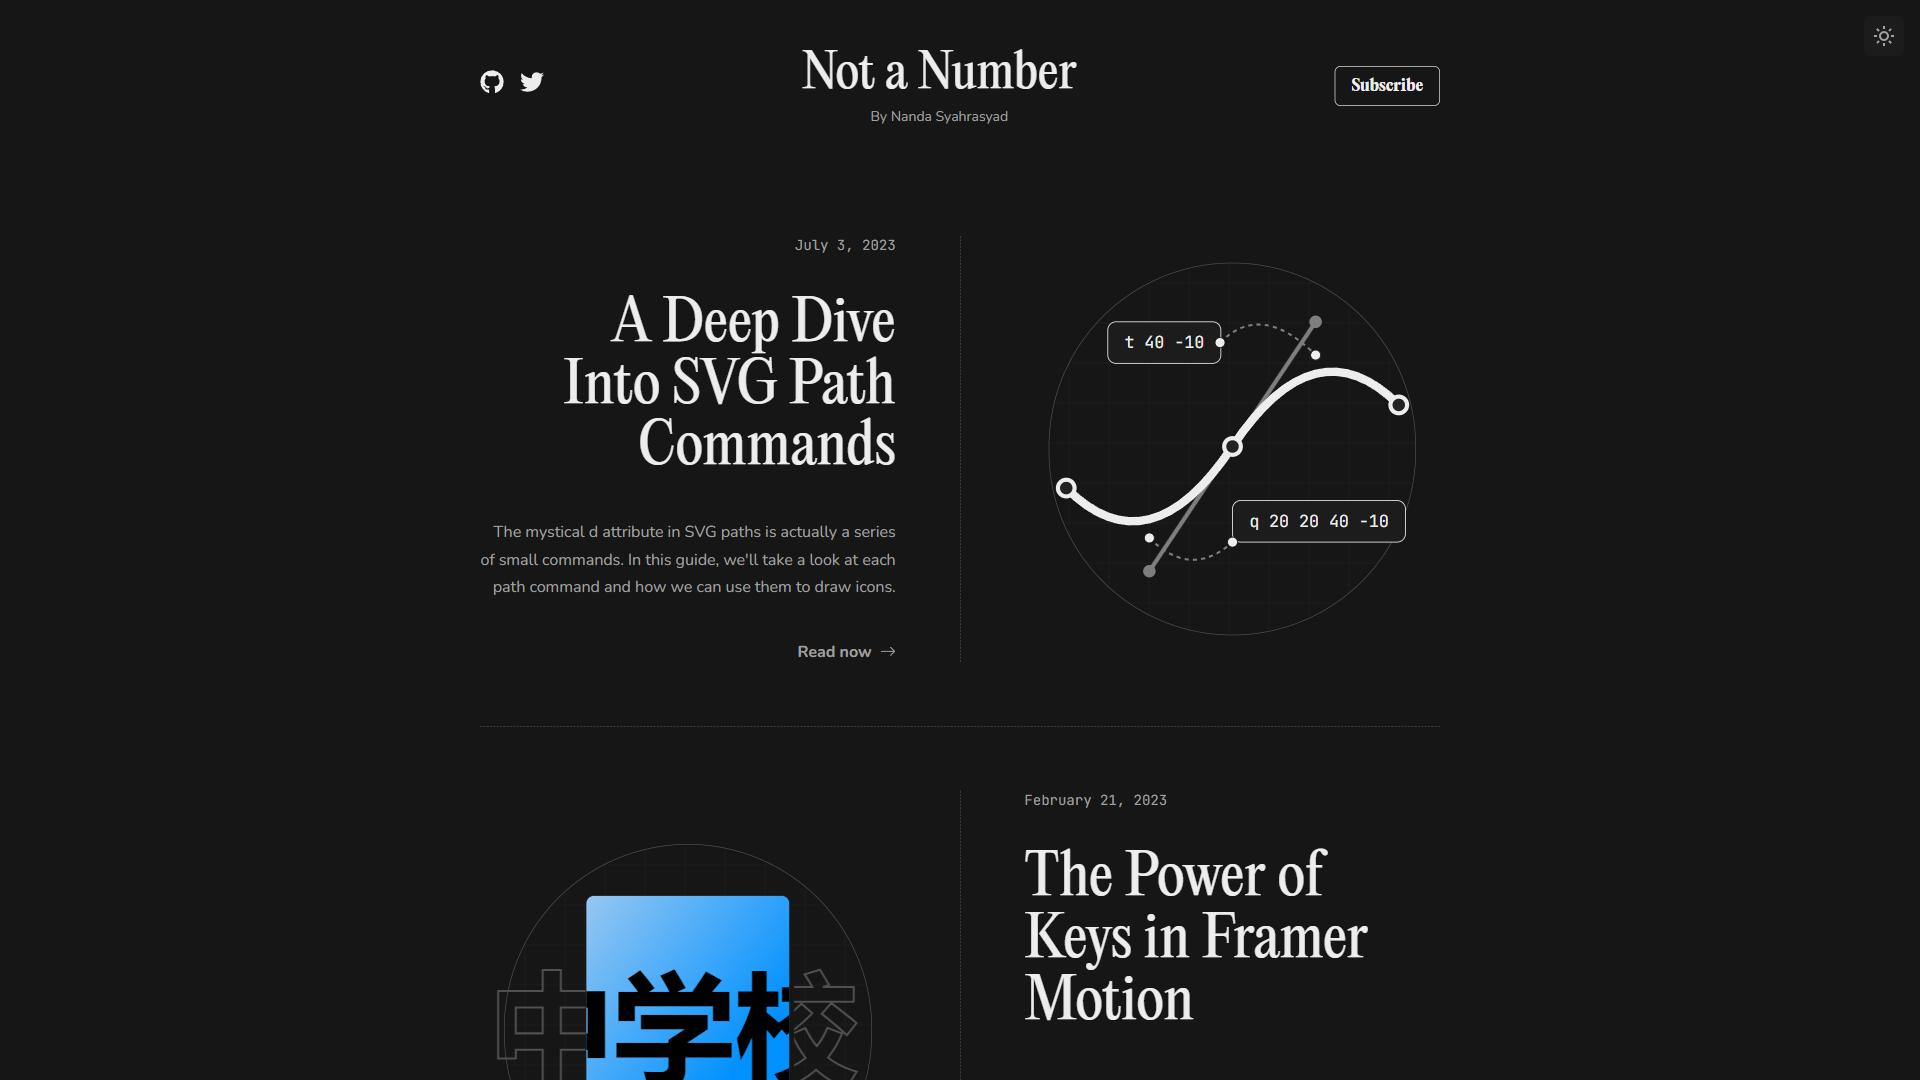 Not a Number
By Nanda Syahrasyad
Subscribe
July 3, 2023
A Deep Dive
Into SVG Path
Commands
The mystical d attribute in SVG paths is actually a series
of small commands. In this guide, we'll take a look at each
path command and how we can use them to draw icons.
Read now →
t 40 -10
q 20 20 40 -10
中学校
February 21, 2023
The Power of
Keys in Framer
Motion